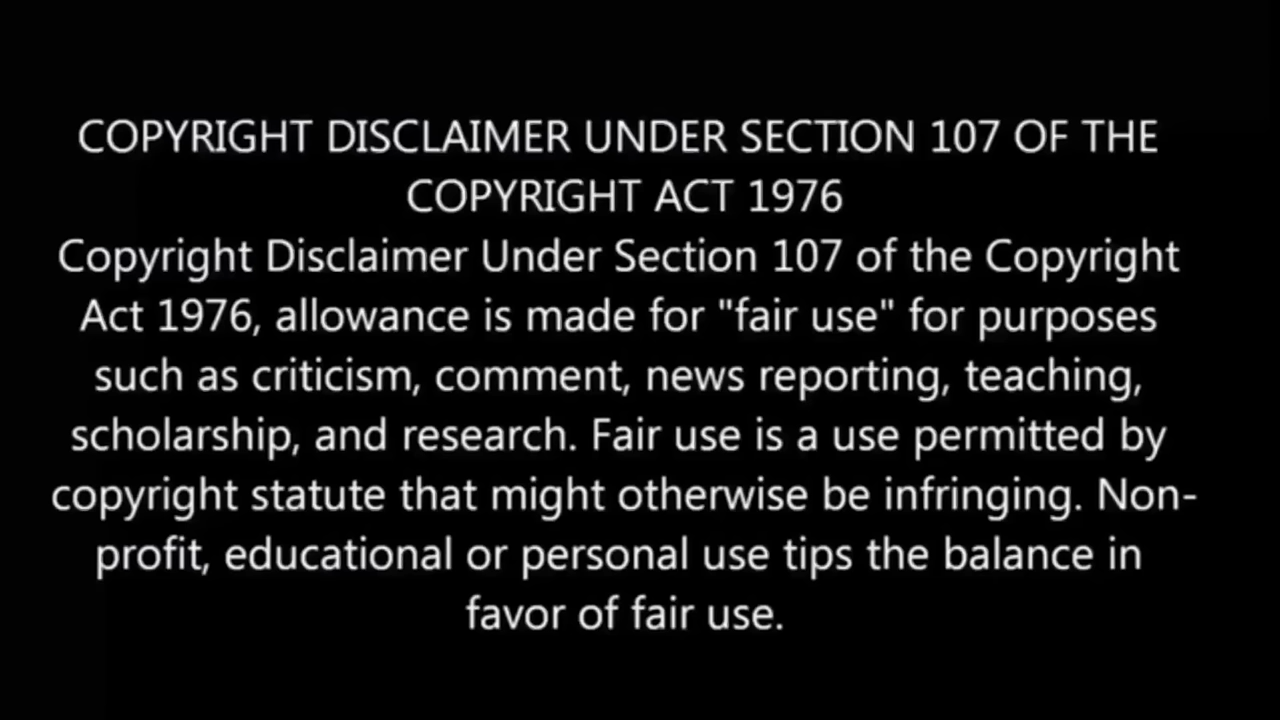 COPYRIGHT DISCLAIMER UNDER SECTION 107 OF THE
COPYRIGHT ACT 1976
Copyright Disclaimer Under Section 107 of the Copyright
Act 1976, allowance is made for "fair use" for purposes
such as criticism, comment, news reporting, teaching,
scholarship, and research. Fair use is a use permitted by
copyright statute that might otherwise be infringing. Non-
profit, educational or personal use tips the balance in
favor of fair use.